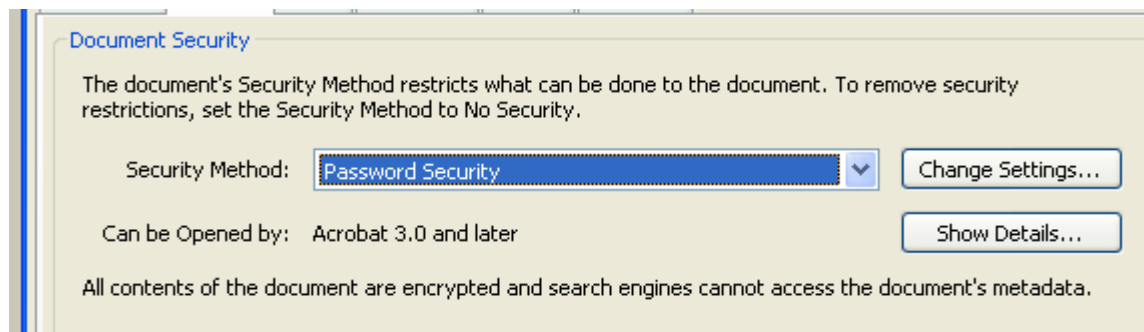 Document Security
The document's Security Method restricts what can be done to the document. To remove security
restrictions, set the Security Method to No Security.
Security Method: Password Security Change Settings...
Can be Opened by: Acrobat 3.0 and later Show Details...
All contents of the document are encrypted and search engines cannot access the document's metadata.